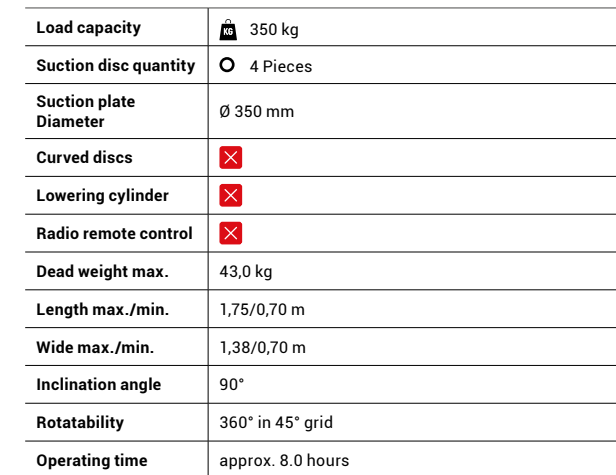 Load capacity KG 350 kg
Suction disc quantity 4 Pieces
Suction plate
Diameter Ø 350 mm
Curved discs
Lowering cylinder
Radio remote control
Dead weight max. 43,0 kg
Length max./min. 1,75/0,70 m
Wide max./min. 1,38/0,70 m
Inclination angle 90°
Rotatability 360° in 45° grid
Operating time approx. 8.0 hours